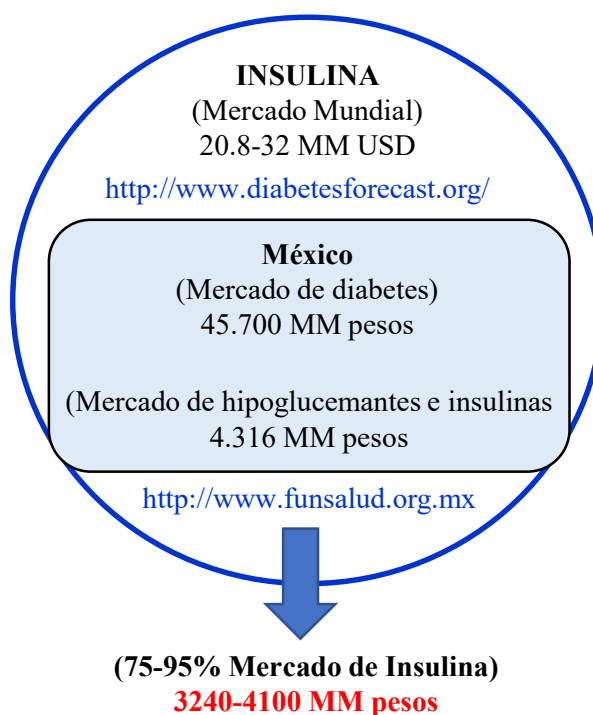 INSULINA
(Mercado Mundial)
20.8-32 MM USD
http://www.diabetesforecast.org/
México
(Mercado de diabetes)
45.700 MM pesos
(Mercado de hipoglucemantes e insulinas
4.316 MM pesos
http://www.funsalud.org.mx
(75-95% Mercado de Insulina)
3240-4100 MM pesos